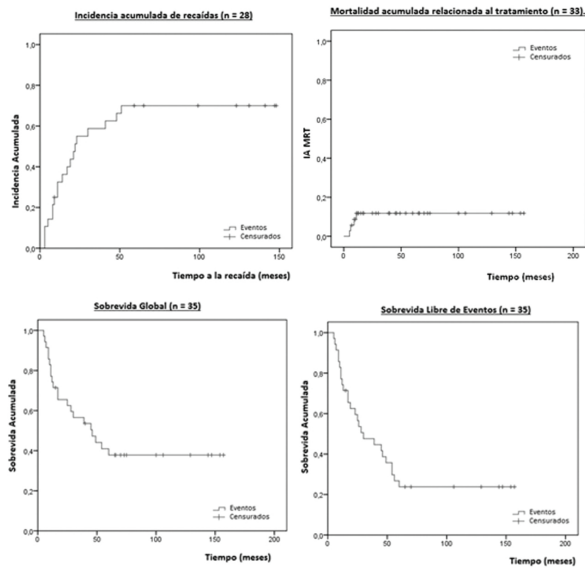 Incidencia acumulada de recaídas (n = 28)
1,0
0,8
0,6
0,4
0,2
0,0
Incidencia Acumulada
Eventos
Censurados
0
50
100
150
Tiempo a la recaída (meses)
Mortalidad acumulada relacionada al tratamiento (n = 33).
1,0
0,8
0,6
0,4
0,2
0,0
IA MRT
Eventos
Censurados
0
50
100
150
200
Tiempo (meses)
Sobrevida Global (n = 35)
1,0
0,8
0,6
0,4
0,2
0,0
Sobrevida Acumulada
Eventos
Censurados
0
50
100
150
200
Tiempo (meses)
Sobrevida Libre de Eventos (n = 35)
1,0
0,8
0,6
0,4
0,2
0,0
Sobrevida Acumulada
Eventos
Censurados
0
50
100
150
200
Tiempo (meses)